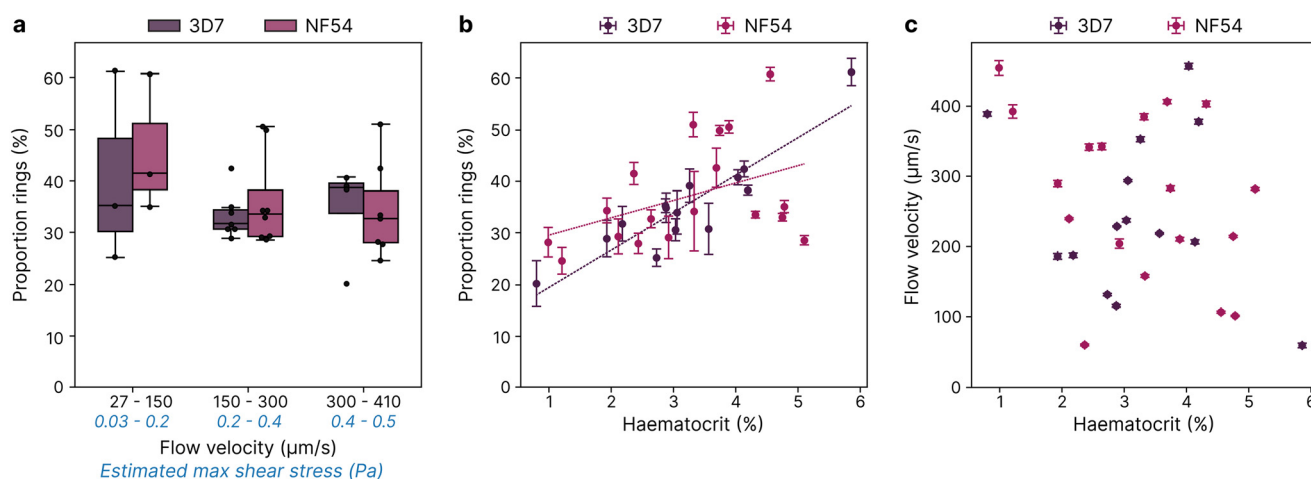 a
3D7 NF54
Proportion rings (%)
60
50
40
30
20
10
0
27 - 150 150 - 300 300 - 410
0.03 - 0.2 0.2 - 0.4 0.4 - 0.5
Flow velocity (µm/s)
Estimated max shear stress (Pa)
b
3D7 NF54
Proportion rings (%)
60
50
40
30
20
10
0
1 2 3 4 5 6
Haematocrit (%)
c
3D7 NF54
Flow velocity (µm/s)
400
300
200
100
0
1 2 3 4 5 6
Haematocrit (%)